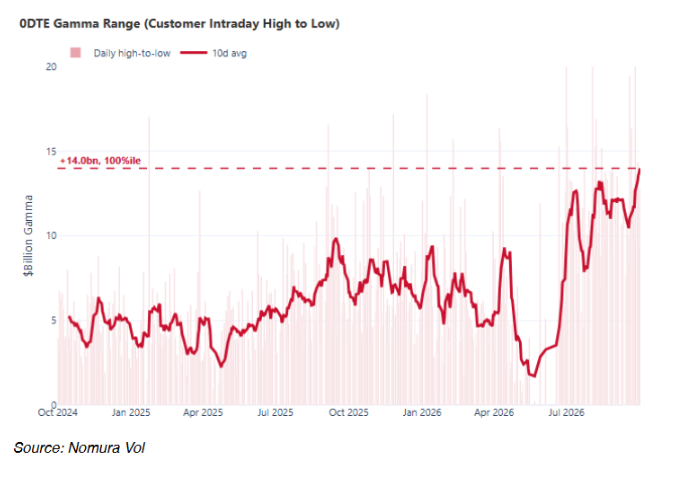 0DTE Gamma Range (Customer Intraday High to Low)
Daily high-to-low 10d avg
20
+14.0bn, 100%ile
15
10
5
0
$Billion Gamma
Oct 2024 Jan 2025 Apr 2025 Jul 2025 Oct 2025 Jan 2026 Apr 2026 Jul 2026
Source: Nomura Vol